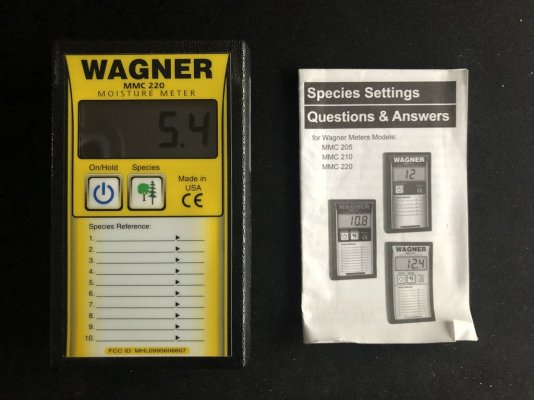 WAGNER
MMC 220
MOISTURE METER
5.4
On/Hold Species
Made in
USA
CE
Species Reference:
1.
2.
3.
4.
5.
6.
7.
8.
9.
10.
FCC ID: MHL0995606607
Species Settings
Questions & Answers
for Wagner Meters Models:
MMC 205
MMC 210
MMC 220
WAGNER
12
WAGNER
10.8
WAGNER
12.4